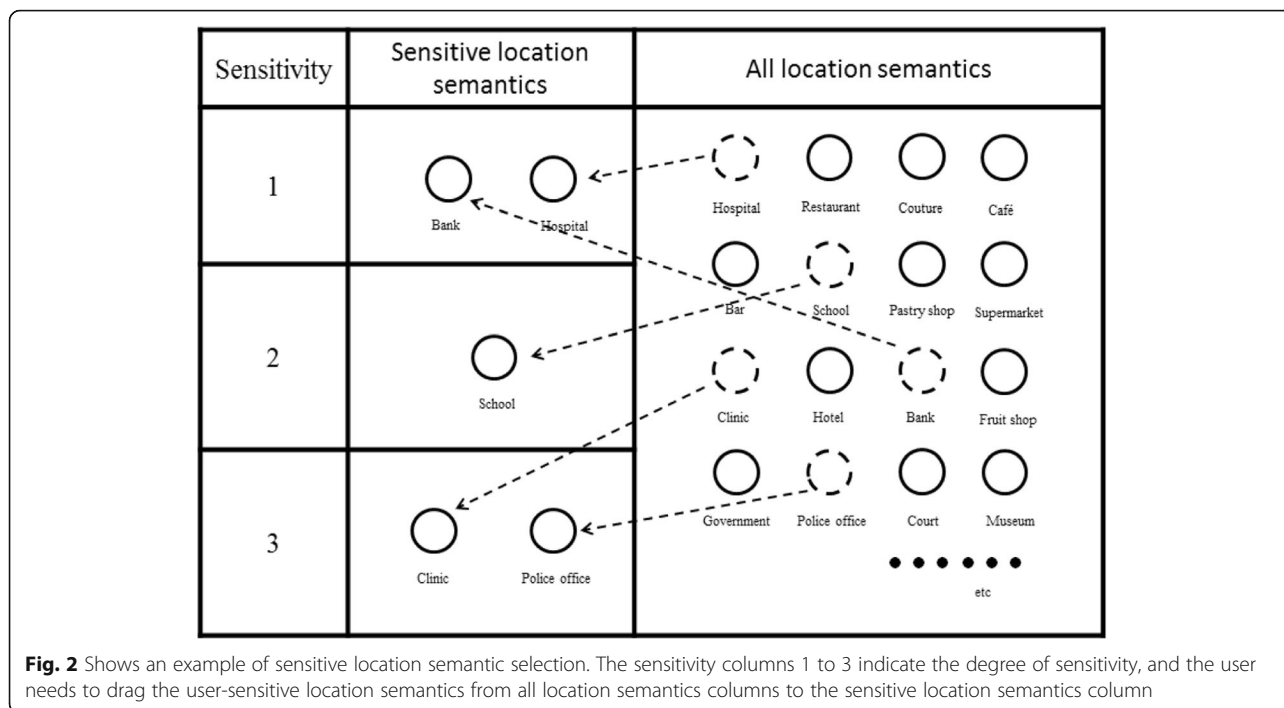 Sensitivity
Sensitive location
semantics
All location semantics
1
Bank
Hospital
Hospital
Restaurant
Couture
Café
Bar
School
Pastry shop
Supermarket
2
School
Clinic
Hotel
Bank
Fruit shop
3
Clinic
Police office
Government
Police office
Court
Museum
etc
Fig. 2 Shows an example of sensitive location semantic selection. The sensitivity columns 1 to 3 indicate the degree of sensitivity, and the user
needs to drag the user-sensitive location semantics from all location semantics columns to the sensitive location semantics column